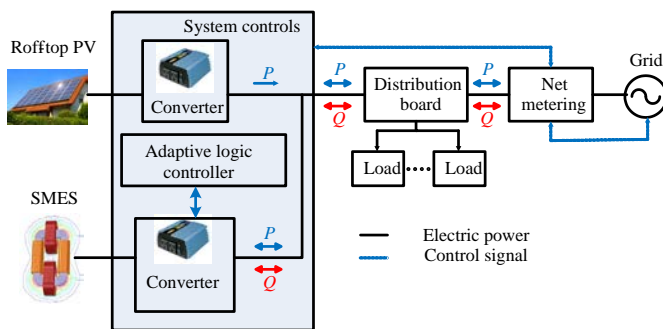 System controls
Rofftop PV
Converter
P
P
Q
Distribution
board
P
Q
Net
metering
Grid
Adaptive logic
controller
Load
Load
SMES
Converter
P
Q
Electric power
Control signal